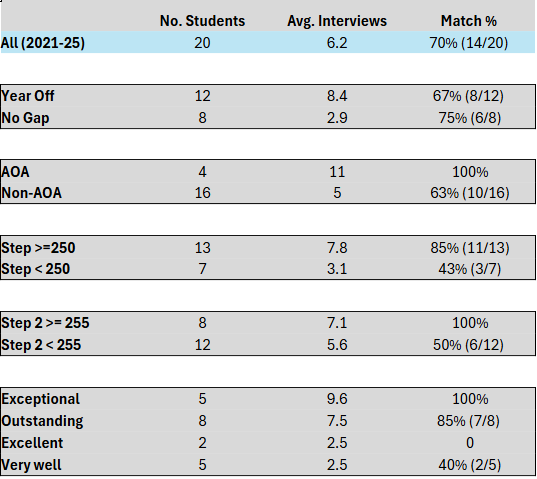 No. Students Avg. Interviews Match %
All (2021-25) 20 6.2 70% (14/20)
Year Off 12 8.4 67% (8/12)
No Gap 8 2.9 75% (6/8)
AOA 4 11 100%
Non-AOA 16 5 63% (10/16)
Step >=250 13 7.8 85% (11/13)
Step < 250 7 3.1 43% (3/7)
Step 2 >= 255 8 7.1 100%
Step 2 < 255 12 5.6 50% (6/12)
Exceptional 5 9.6 100%
Outstanding 8 7.5 85% (7/8)
Excellent 2 2.5 0
Very well 5 2.5 40% (2/5)